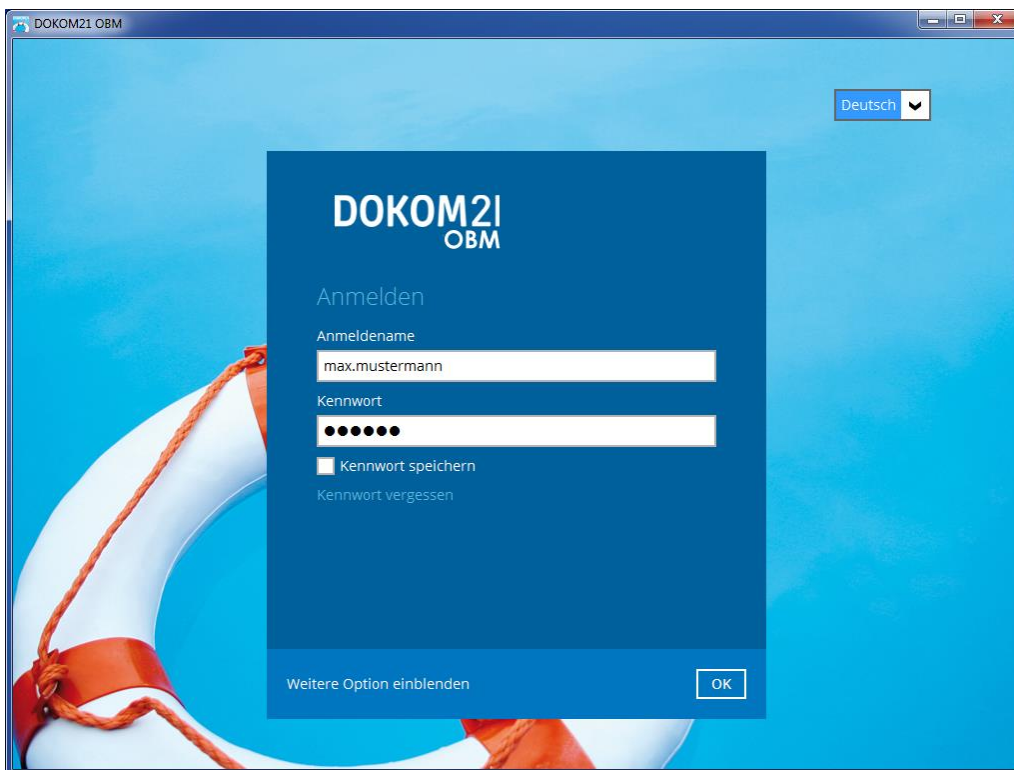 DOKOM21 OBM
Deutsch
DOKOM21
OBM
Anmelden
Anmeldename
max.mustermann
Kennwort
●●●●●●
Kennwort speichern
Kennwort vergessen
Weitere Option einblenden
OK